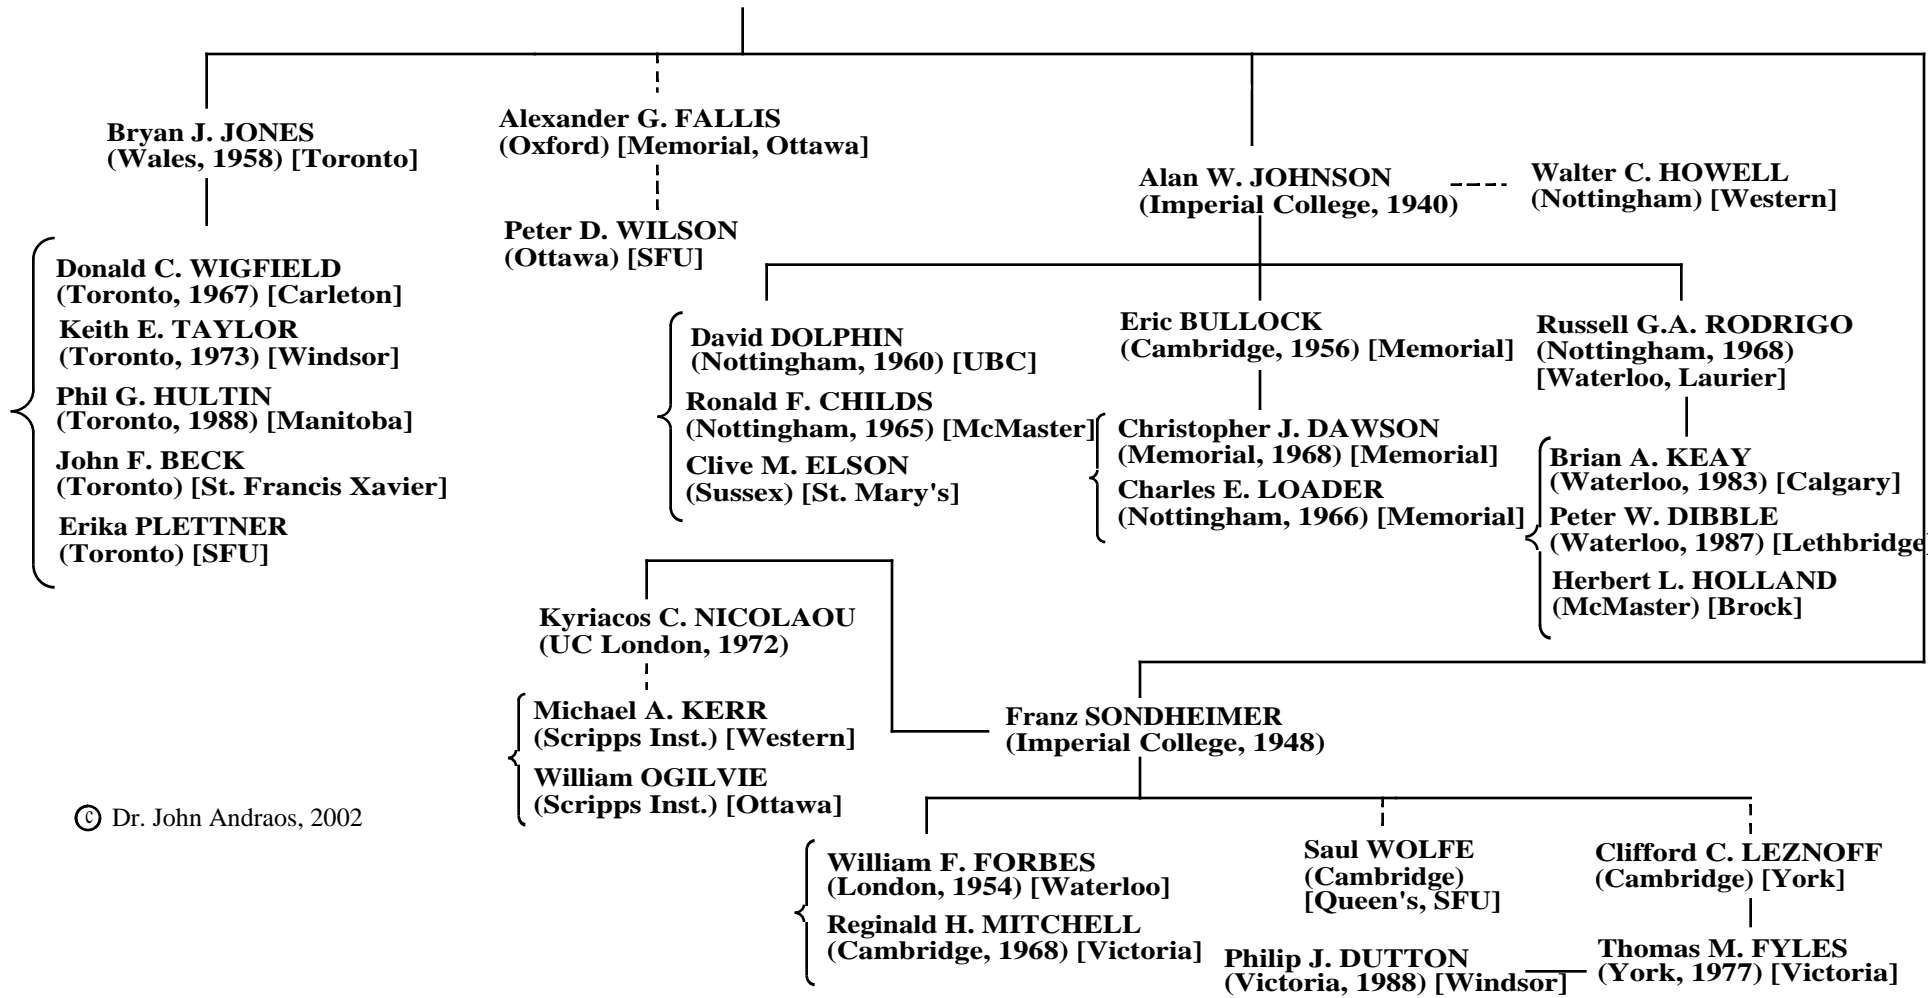 Bryan J. JONES
(Wales, 1958) [Toronto]
Alexander G. FALLIS
(Oxford) [Memorial, Ottawa]
Alan W. JOHNSON
(Imperial College, 1940)
Walter C. HOWELL
(Nottingham) [Western]
Peter D. WILSON
(Ottawa) [SFU]
Donald C. WIGFIELD
(Toronto, 1967) [Carleton]
Keith E. TAYLOR
(Toronto, 1973) [Windsor]
Phil G. HULTIN
(Toronto, 1988) [Manitoba]
John F. BECK
(Toronto) [St. Francis Xavier]
Erika PLETTNER
(Toronto) [SFU]
David DOLPHIN
(Nottingham, 1960) [UBC]
Ronald F. CHILDS
(Nottingham, 1965) [McMaster]
Clive M. ELSON
(Sussex) [St. Mary's]
Eric BULLOCK
(Cambridge, 1956) [Memorial]
Christopher J. DAWSON
(Memorial, 1968) [Memorial]
Charles E. LOADER
(Nottingham, 1966) [Memorial]
Russell G.A. RODRIGO
(Nottingham, 1968)
[Waterloo, Laurier]
Brian A. KEAY
(Waterloo, 1983) [Calgary]
Peter W. DIBBLE
(Waterloo, 1987) [Lethbridge]
Herbert L. HOLLAND
(McMaster) [Brock]
Kyriacos C. NICOLAOU
(UC London, 1972)
Michael A. KERR
(Scripps Inst.) [Western]
William OGILVIE
(Scripps Inst.) [Ottawa]
Franz SONDHEIMER
(Imperial College, 1948)
William F. FORBES
(London, 1954) [Waterloo]
Reginald H. MITCHELL
(Cambridge, 1968) [Victoria]
Saul WOLFE
(Cambridge)
[Queen's, SFU]
Clifford C. LEZNOFF
(Cambridge) [York]
Philip J. DUTTON
(Victoria, 1988) [Windsor]
Thomas M. FYLES
(York, 1977) [Victoria]
© Dr. John Andraos, 2002